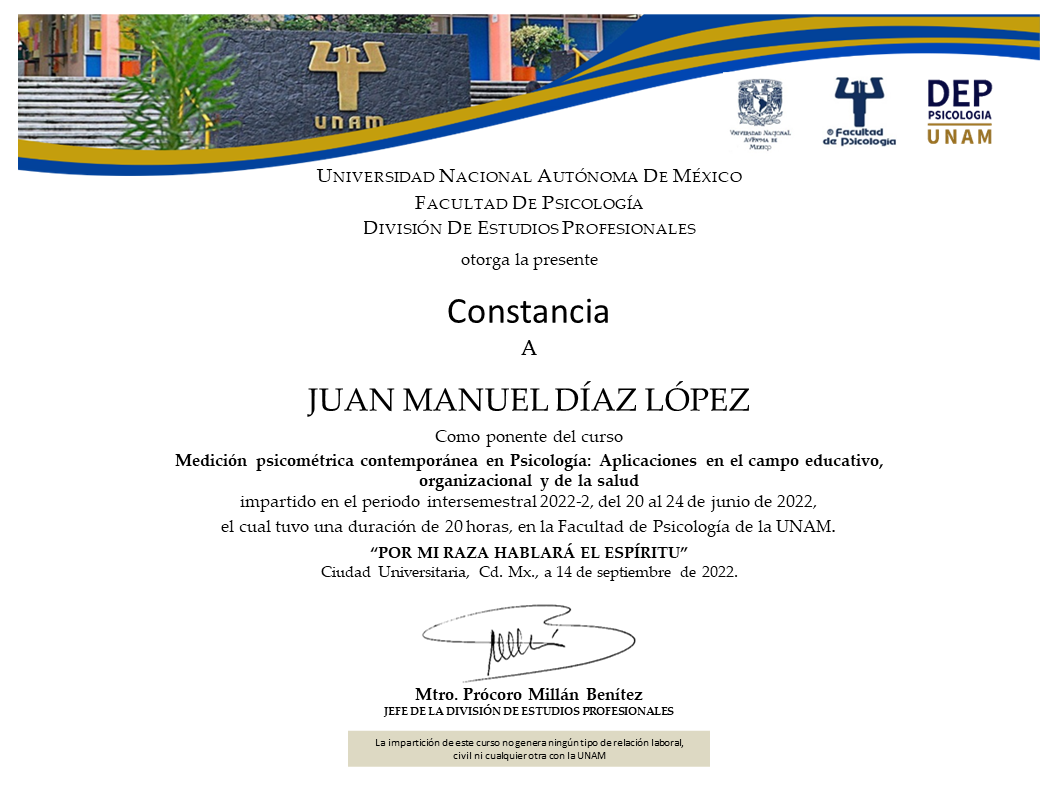 UNAM
UNIVERSIDAD NACIONAL
AUTÓNOMA DE
MÉXICO
® Facultad
de Psicología
DEP
PSICOLOGIA
UNAM
UNIVERSIDAD NACIONAL AUTÓNOMA DE MÉXICO
FACULTAD DE PSICOLOGÍA
DIVISIÓN DE ESTUDIOS PROFESIONALES
otorga la presente
Constancia
A
JUAN MANUEL DÍAZ LÓPEZ
Como ponente del curso
Medición psicométrica contemporánea en Psicología: Aplicaciones en el campo educativo,
organizacional y de la salud
impartido en el periodo intersemestral 2022-2, del 20 al 24 de junio de 2022,
el cual tuvo una duración de 20 horas, en la Facultad de Psicología de la UNAM.
“POR MI RAZA HABLARÁ EL ESPÍRITU”
Ciudad Universitaria, Cd. Mx., a 14 de septiembre de 2022.
Mtro. Prócoro Millán Benítez
JEFE DE LA DIVISIÓN DE ESTUDIOS PROFESIONALES
La impartición de este curso no genera ningún tipo de relación laboral,
civil ni cualquier otra con la UNAM